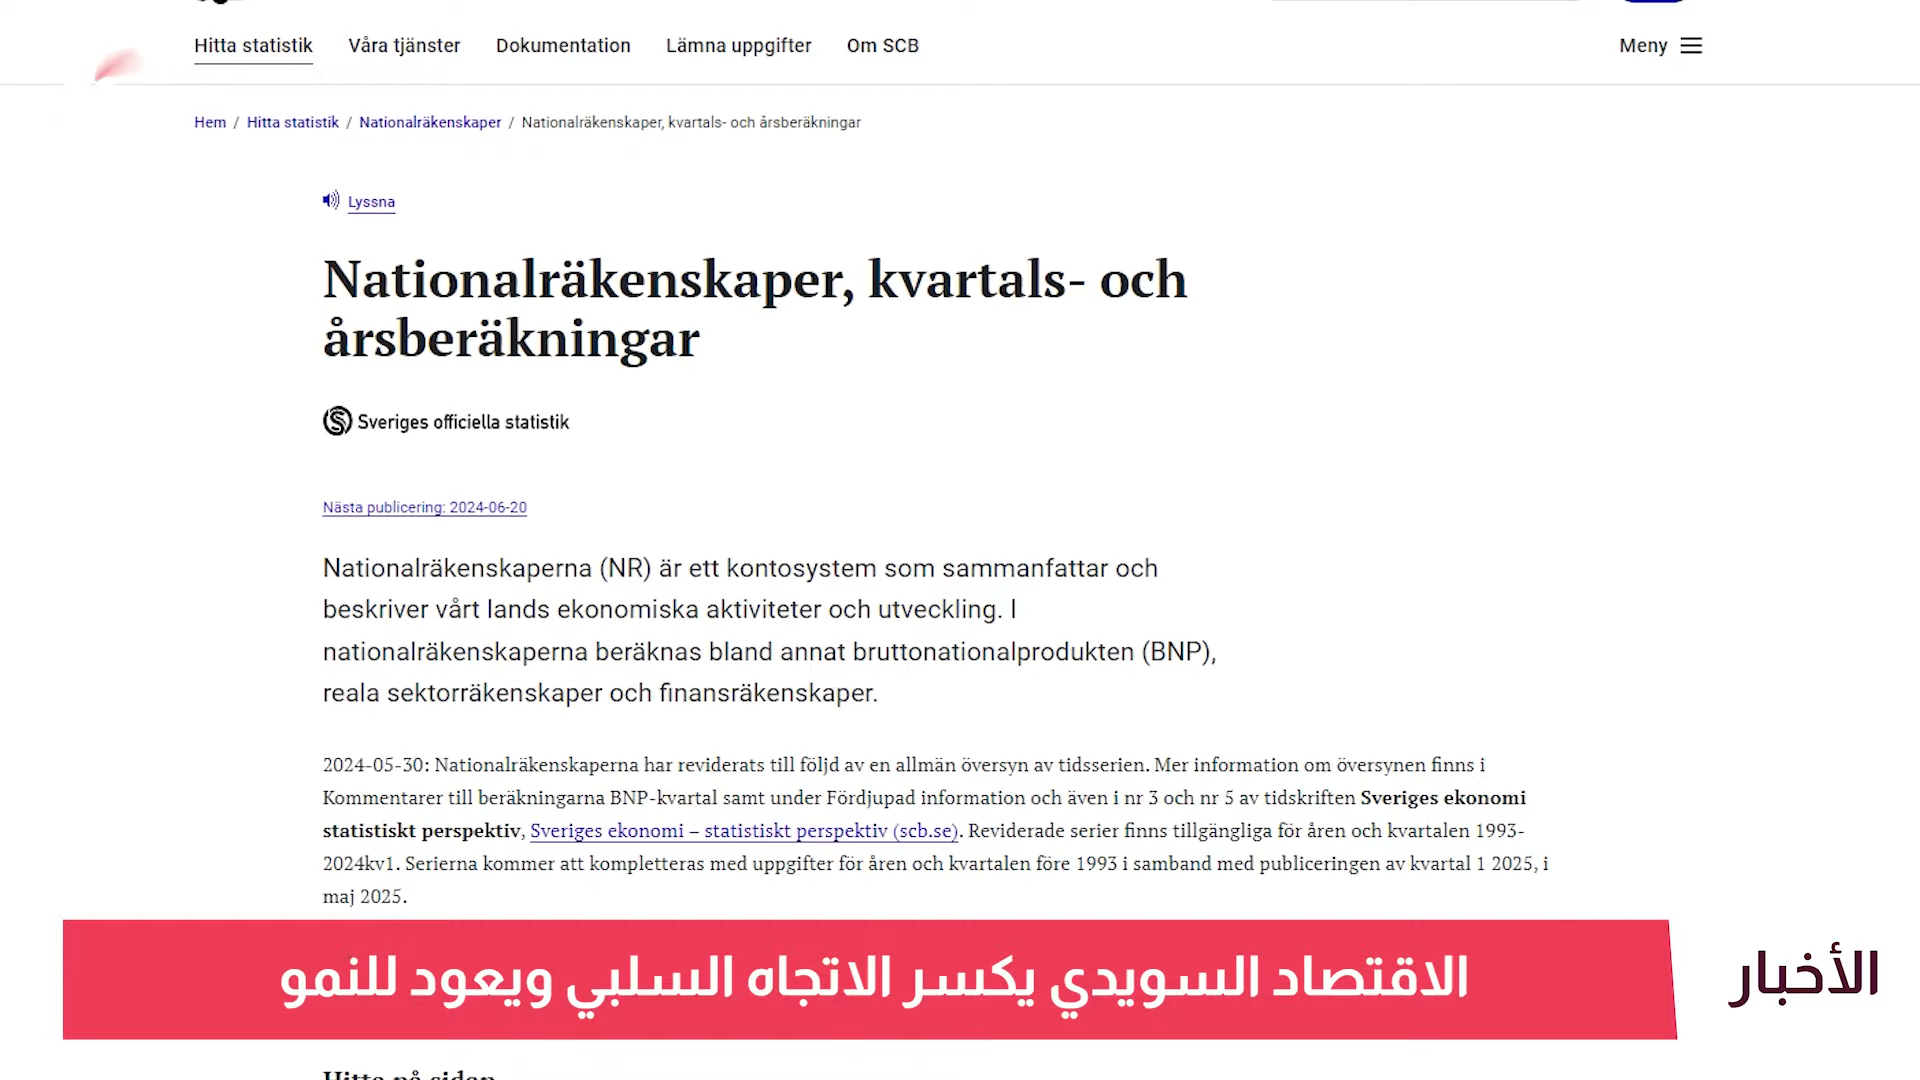 Hitta statistik Våra tjänster Dokumentation Lämna uppgifter Om SCB Meny
Hem / Hitta statistik / Nationalräkenskaper / Nationalräkenskaper, kvartals- och årsberäkningar
Lyssna
Nationalräkenskaper, kvartals- och
årsberäkningar
Sveriges officiella statistik
Nästa publicering: 2024-06-20
Nationalräkenskaperna (NR) är ett kontosystem som sammanfattar och
beskriver vårt lands ekonomiska aktiviteter och utveckling. I
nationalräkenskaperna beräknas bland annat bruttonationalprodukten (BNP),
reala sektorräkenskaper och finansräkenskaper.
2024-05-30: Nationalräkenskaperna har reviderats till följd av en allmän översyn av tidsserien. Mer information om översynen finns i
Kommentarer till beräkningarna BNP-kvartal samt under Fördjupad information och även i nr 3 och nr 5 av tidskriften Sveriges ekonomi
statistiskt perspektiv, Sveriges ekonomi – statistiskt perspektiv (scb.se). Reviderade serier finns tillgängliga för åren och kvartalen 1993-
2024kv1. Serierna kommer att kompletteras med uppgifter för åren och kvartalen före 1993 i samband med publiceringen av kvartal 1 2025, i
maj 2025.
الاقتصاد السويدي يكسر الاتجاه السلبي ويعود للنمو
الأخبار
Hitta på sidan